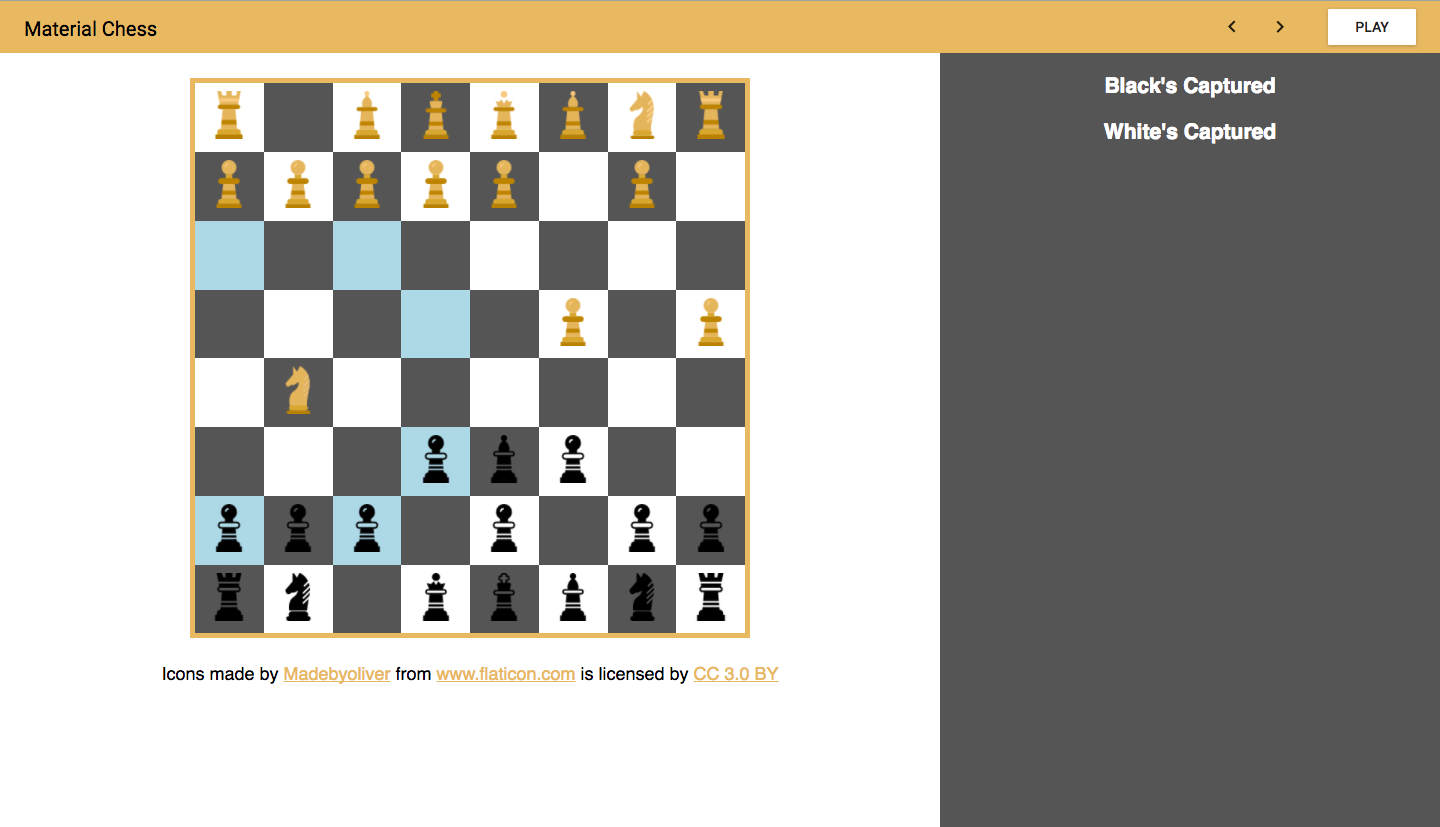 Material Chess
PLAY
Black's Captured
White's Captured
Icons made by Madebyoliver from www.flaticon.com is licensed by CC 3.0 BY